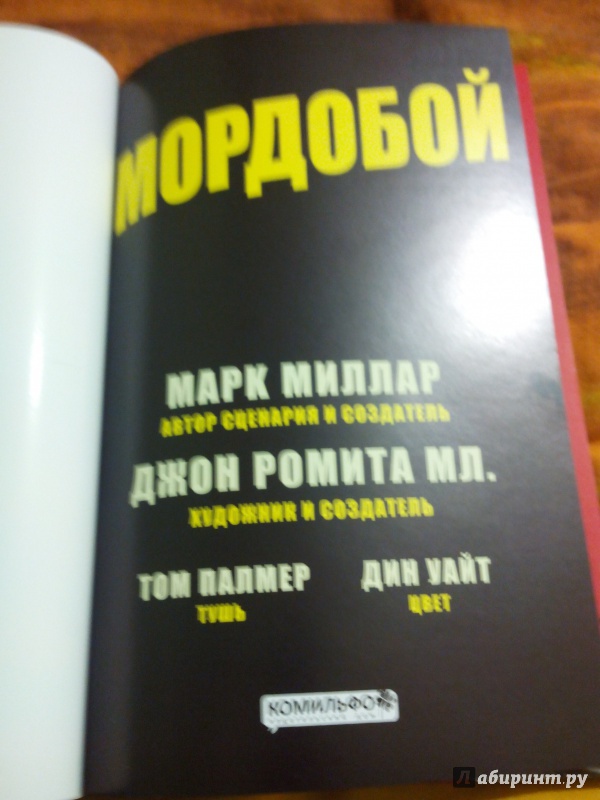 МОРДОБОЙ
МАРК МИЛЛАР
АВТОР СЦЕНАРИЯ И СОЗДАТЕЛЬ
ДЖОН РОМИТА МЛ.
ХУДОЖНИК И СОЗДАТЕЛЬ
ТОМ ПАЛМЕР ДИН УАЙТ
ТУШЬ ЦВЕТ
КОМИЛЬФО
Лабиринт.ру